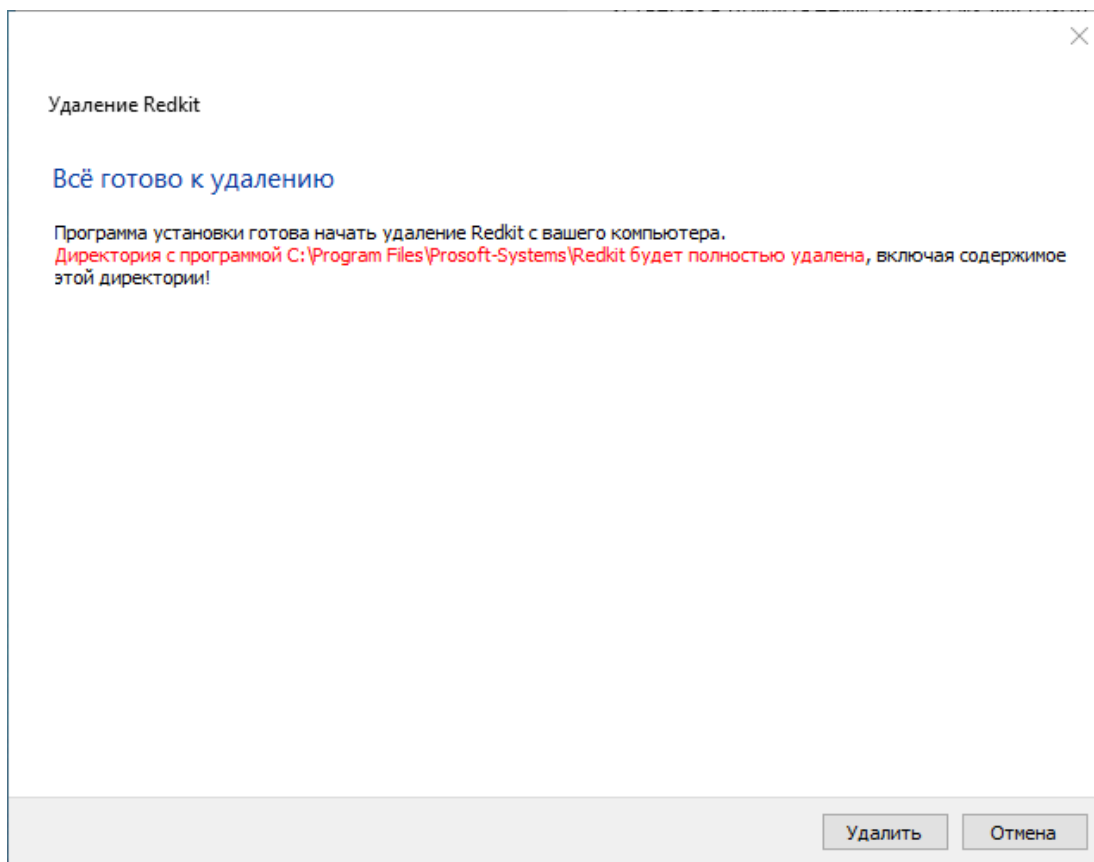 Удаление Redkit
Всё готово к удалению
Программа установки готова начать удаление Redkit с вашего компьютера.
Директория с программой C:\Program Files\Prosoft-Systems\Redkit будет полностью удалена, включая содержимое
этой директории!
Удалить
Отмена